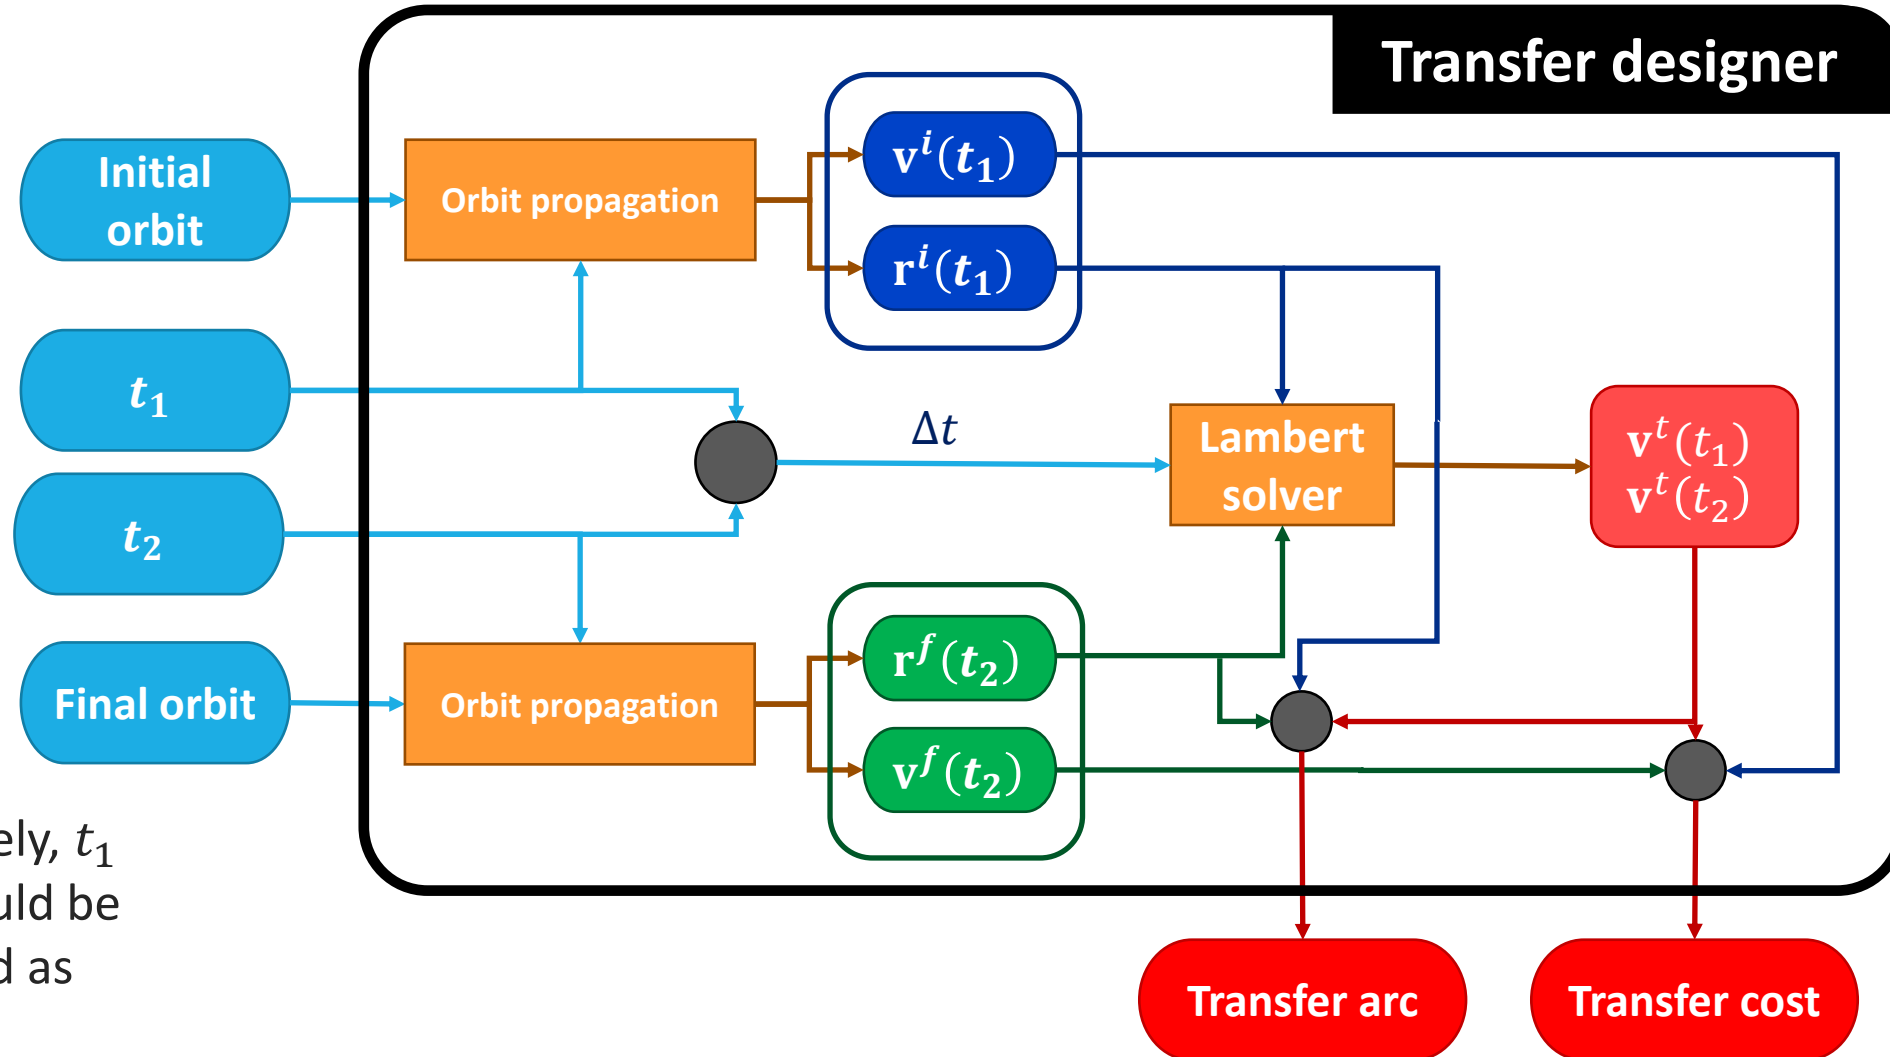 Transfer designer
Initial
orbit
Orbit propagation
𝐯ⁱ(t₁)
𝐫ⁱ(t₁)
t₁
Δt
Lambert
solver
𝐯ᵗ(t₁)
𝐯ᵗ(t₂)
t₂
Final orbit
Orbit propagation
𝐫ᶠ(t₂)
𝐯ᶠ(t₂)
ely, t₁
uld be
d as
Transfer arc
Transfer cost